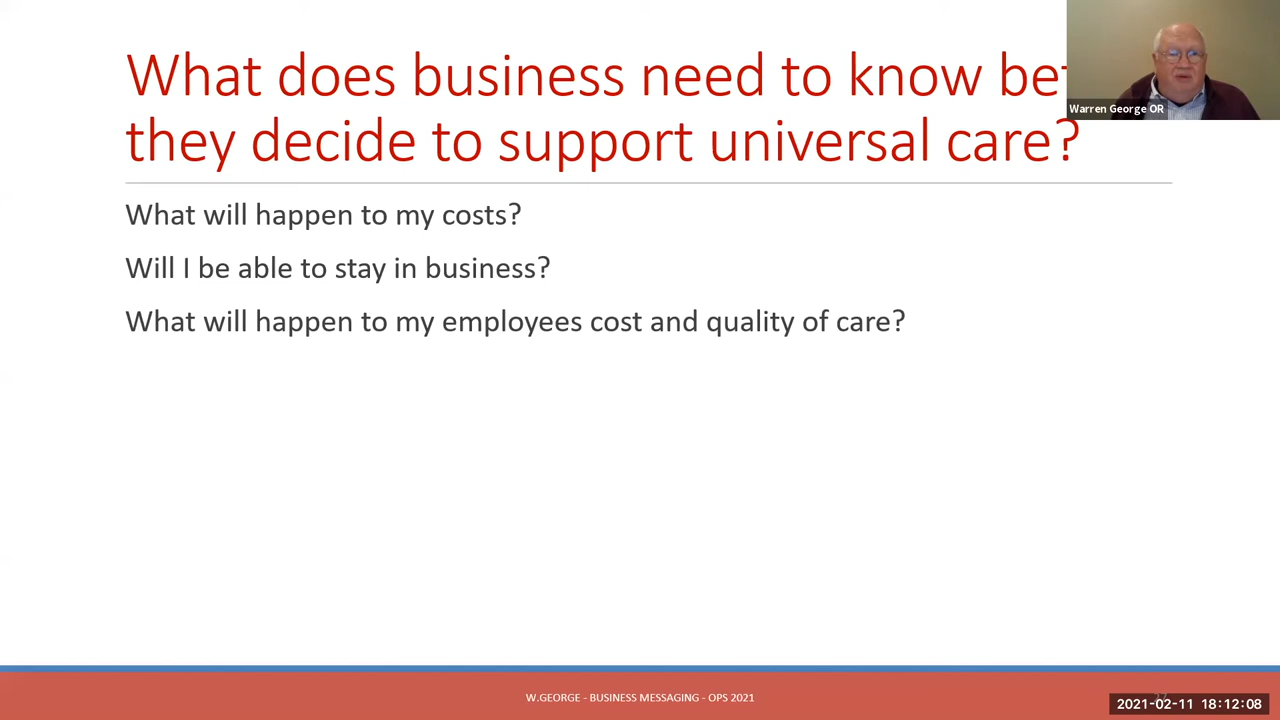 What does business need to know be
they decide to support universal care?
Warren George OR
What will happen to my costs?
Will I be able to stay in business?
What will happen to my employees cost and quality of care?
W.GEORGE - BUSINESS MESSAGING - OPS 2021
2021-02-11 18:12:08